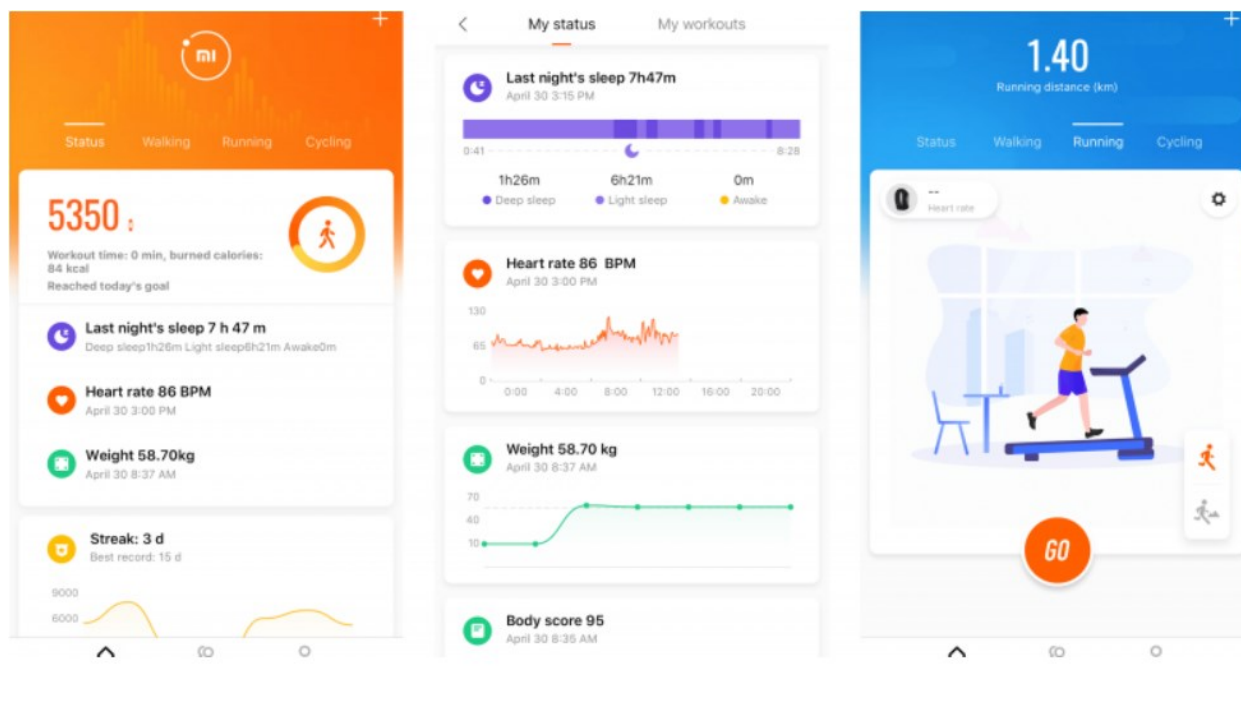 mi
Status Walking Running Cycling
5350
Workout time: 0 min, burned calories:
84 kcal
Reached today's goal
Last night's sleep 7 h 47 m
Deep sleep1h26m Light sleep6h21m Awake0m
Heart rate 86 BPM
April 30 3:00 PM
Weight 58.70kg
April 30 8:37 AM
Streak: 3 d
Best record: 15 d
9000
6000
My status My workouts
Last night's sleep 7h47m
April 30 3:15 PM
0:41 8:28
1h26m 6h21m 0m
Deep sleep Light sleep Awake
Heart rate 86 BPM
April 30 3:00 PM
130
65
0
0:00 4:00 8:00 12:00 16:00 20:00
Weight 58.70 kg
April 30 8:37 AM
70
40
10
Body score 95
April 30 8:35 AM
1.40
Running distance (km)
Status Walking Running Cycling
--
Heart rate
GO